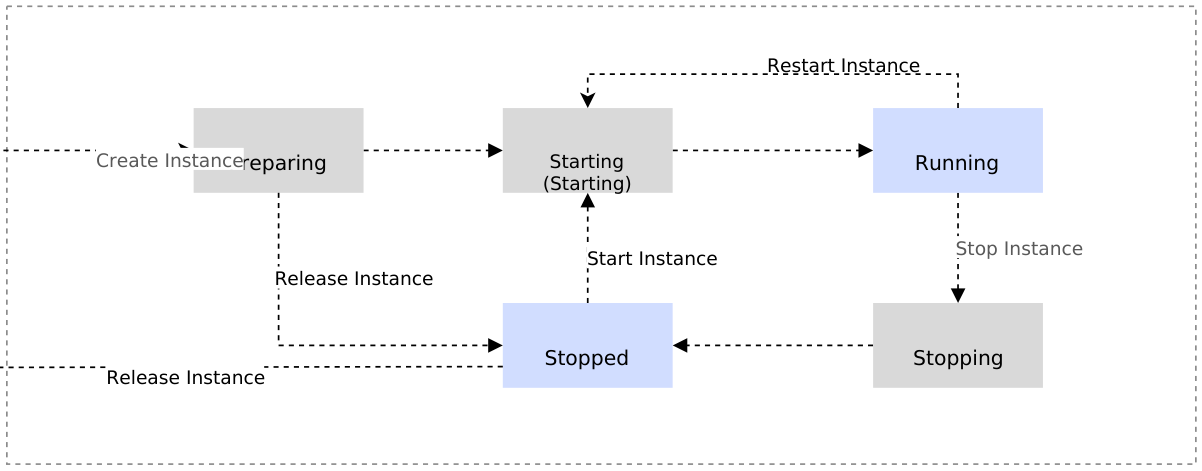 Restart Instance
Create Instance
reparing
Starting
(Starting)
Running
Stop Instance
Start Instance
Release Instance
Stopped
Stopping
Release Instance